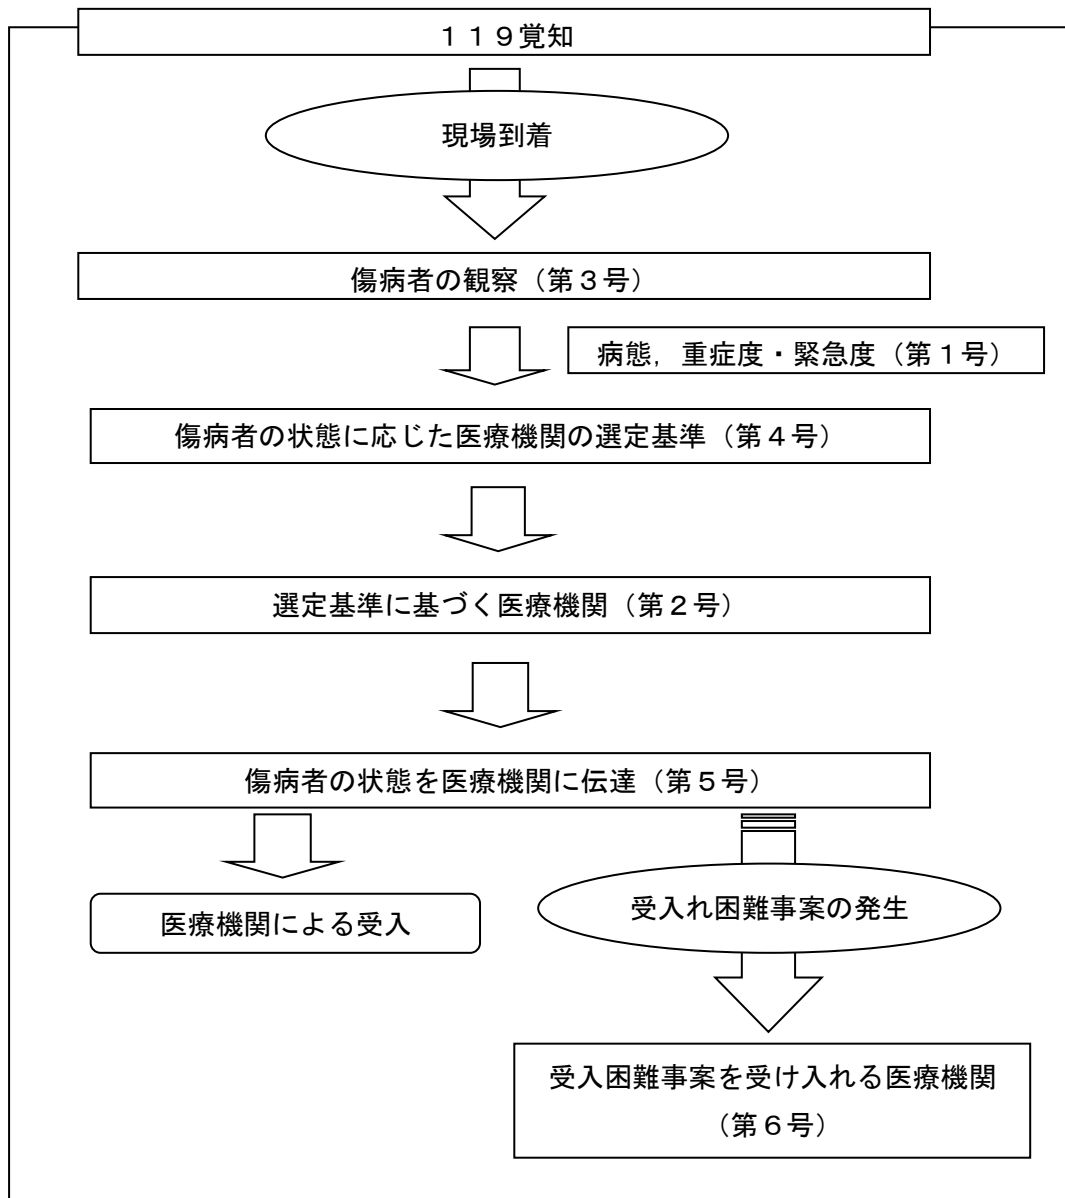 １１９覚知
現場到着
傷病者の観察（第３号）
病態，重症度・緊急度（第１号）
傷病者の状態に応じた医療機関の選定基準（第４号）
選定基準に基づく医療機関（第２号）
傷病者の状態を医療機関に伝達（第５号）
医療機関による受入
受入れ困難事案の発生
受入困難事案を受け入れる医療機関
（第６号）